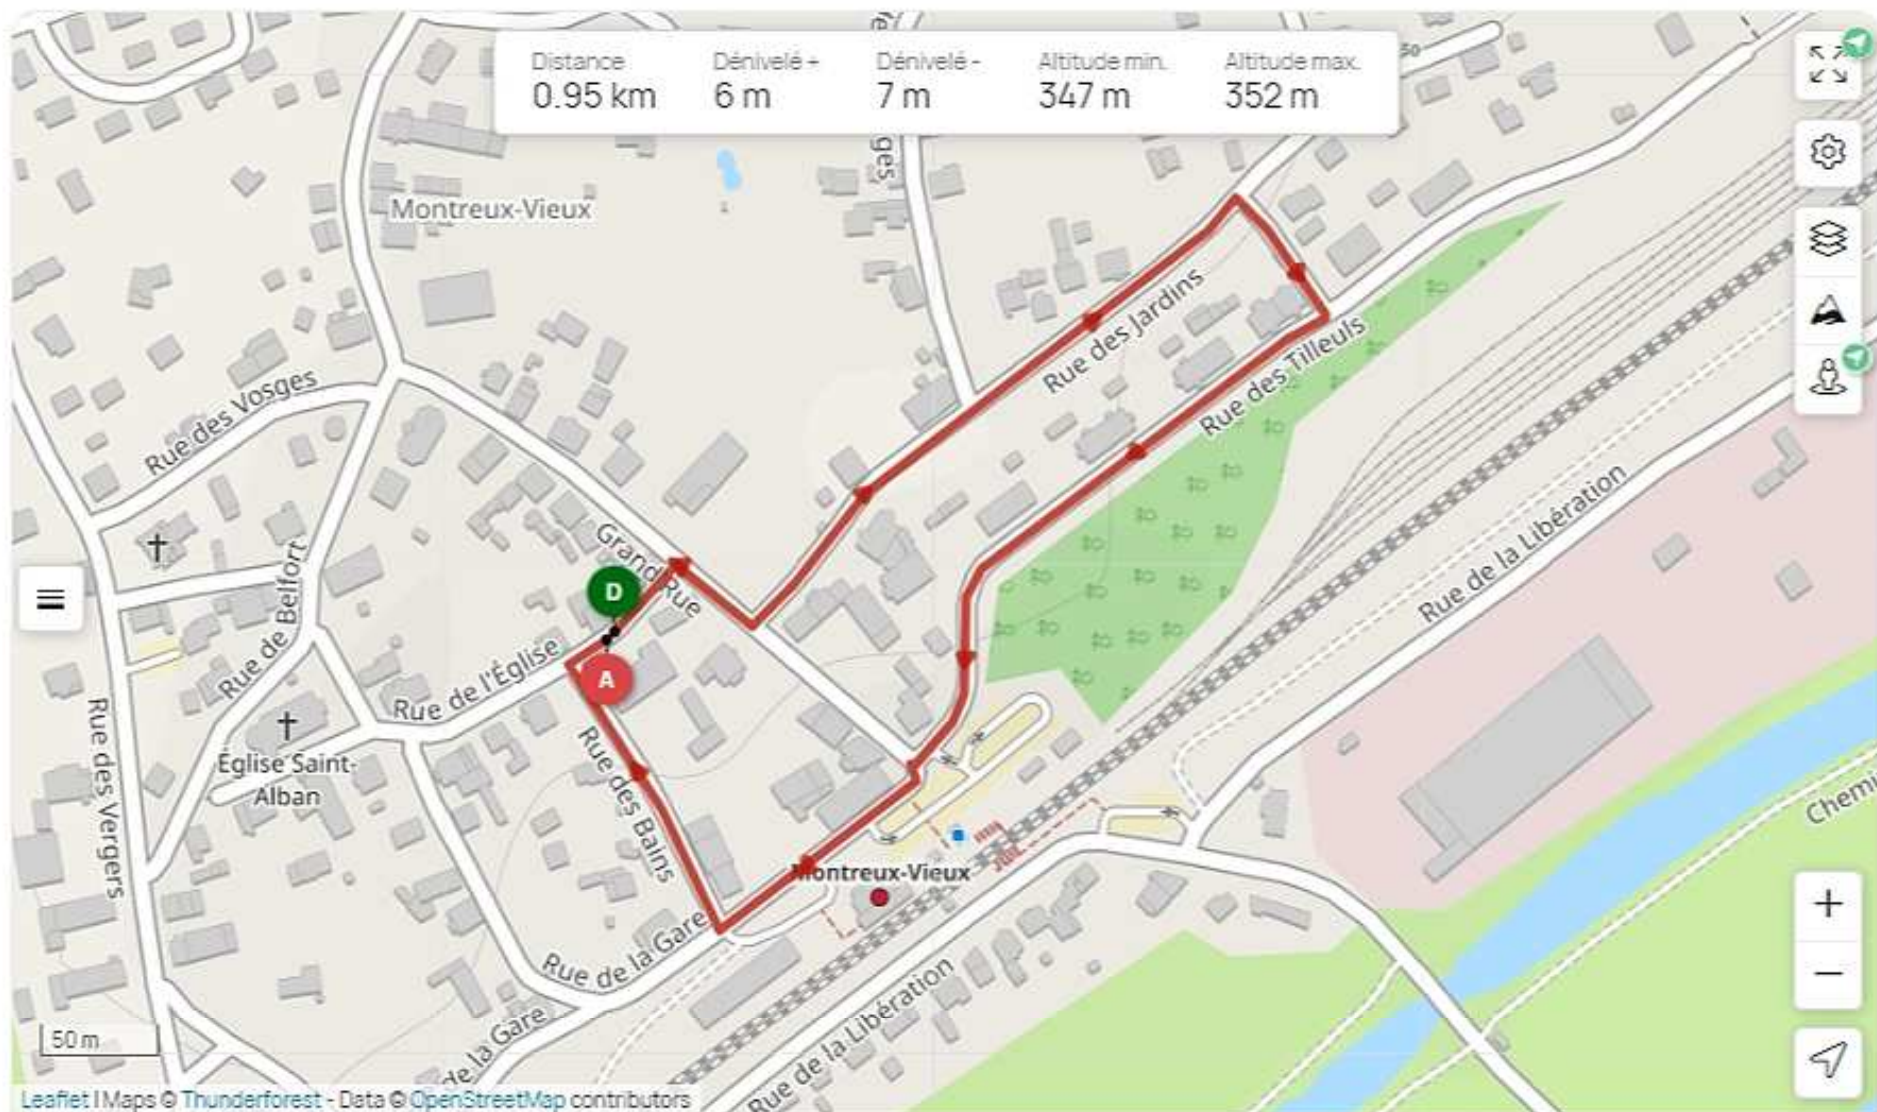 Distance
0.95 km
Dénivelé +
6 m
Dénivelé -
7 m
Altitude min.
347 m
Altitude max.
352 m
50
ges
Montreux-Vieux
Rue des Jardins
Rue des Tilleuls
Rue des Vosges
Grand Rue
Rue de la Libération
D
Rue de Belfort
Rue de l'Église
A
Rue des Vergers
Église Saint-
Alban
Rue des Bains
Chemi
Montreux-Vieux
Rue de la Gare
Rue de la Libération
de la Gare
50 m
+
−
Leaflet | Maps © Thunderforest - Data © OpenStreetMap contributors